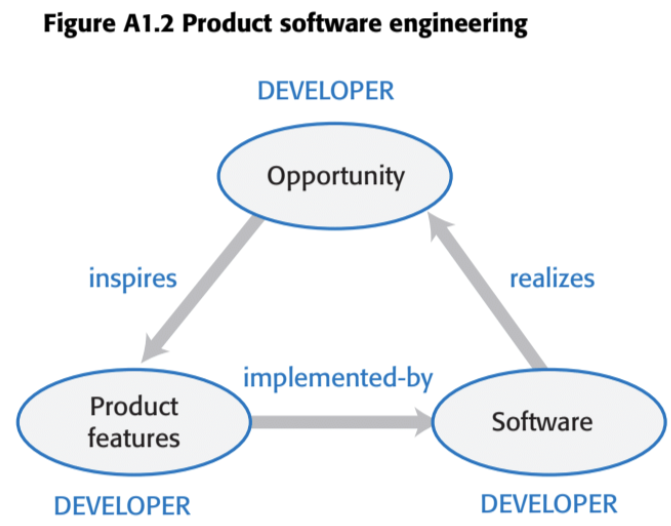 Figure A1.2 Product software engineering
DEVELOPER
Opportunity
inspires
realizes
implemented-by
Product
features
Software
DEVELOPER
DEVELOPER